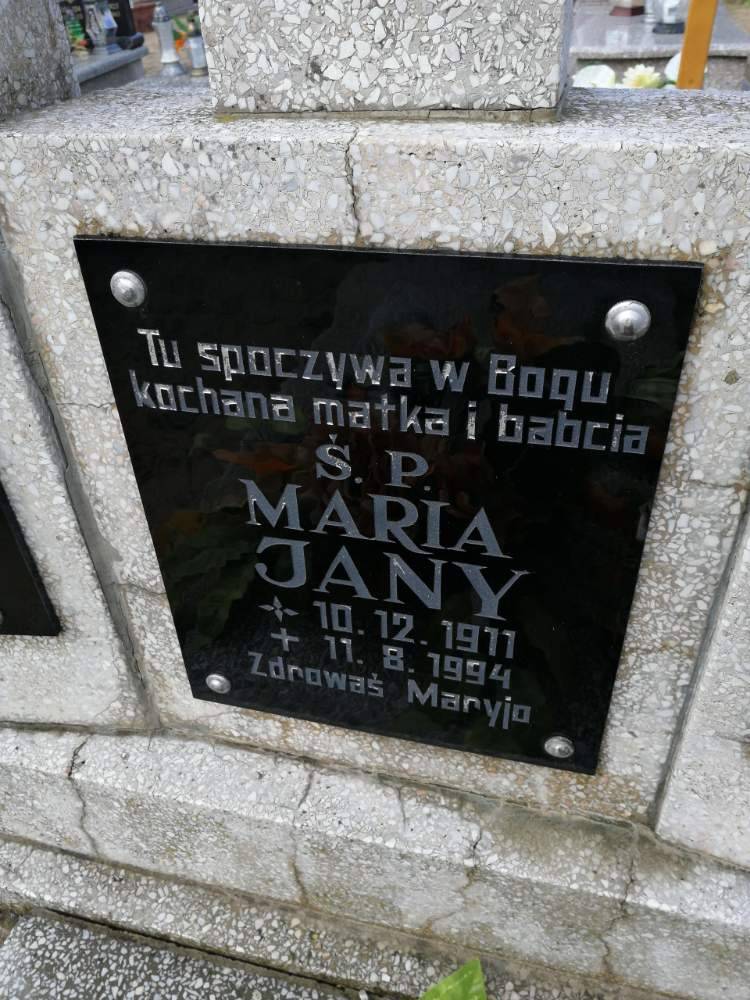 Tu spoczywa w Bogu
kochana matka i babcia
Ś. P.
MARIA
JANY
10. 12. 1911
+ 11. 8. 1994
Zdrowaś Maryjo